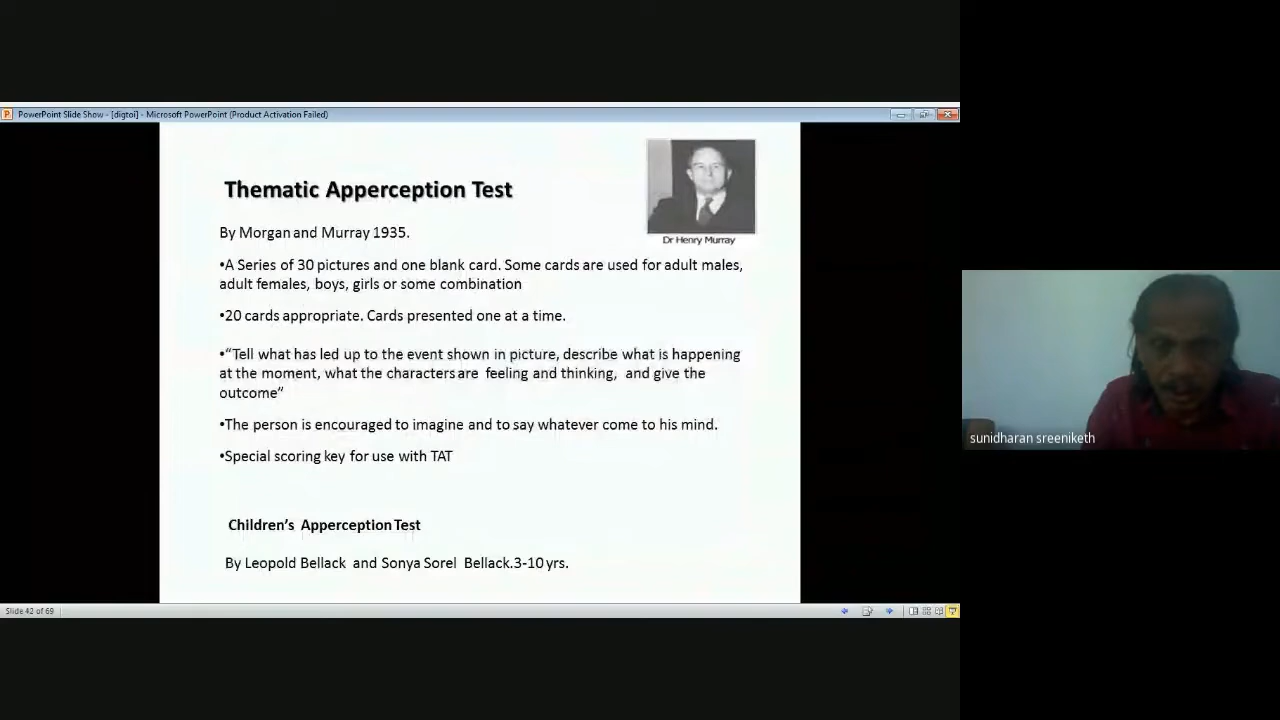 PowerPoint Slide Show - [digtoi] - Microsoft PowerPoint (Product Activation Failed)
Thematic Apperception Test
Dr Henry Murray
By Morgan and Murray 1935.
•A Series of 30 pictures and one blank card. Some cards are used for adult males,
adult females, boys, girls or some combination
•20 cards appropriate. Cards presented one at a time.
•“Tell what has led up to the event shown in picture, describe what is happening
at the moment, what the characters are feeling and thinking, and give the
outcome”
•The person is encouraged to imagine and to say whatever come to his mind.
•Special scoring key for use with TAT
Children’s Apperception Test
By Leopold Bellack and Sonya Sorel Bellack.3-10 yrs.
Slide 42 of 69
sunidharan sreeniketh